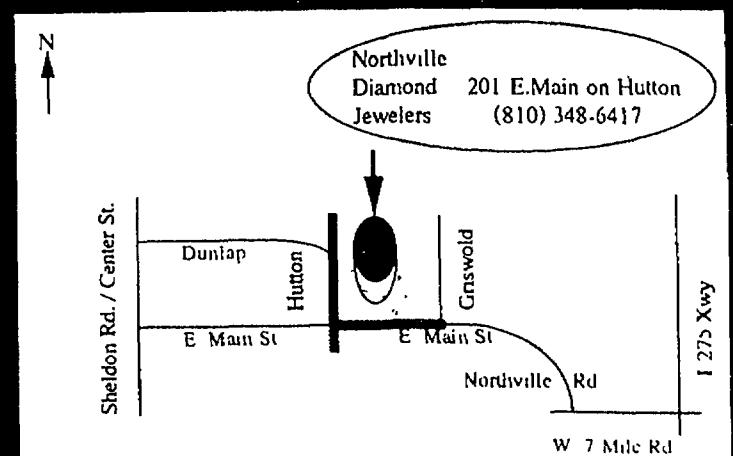 N
Northville
Diamond 201 E.Main on Hutton
Jewelers (810) 348-6417
Sheldon Rd. / Center St.
Dunlap
Hutton
Griswold
E Main St
E Main St
I 275 Xwy
Northville Rd
W 7 Mile Rd